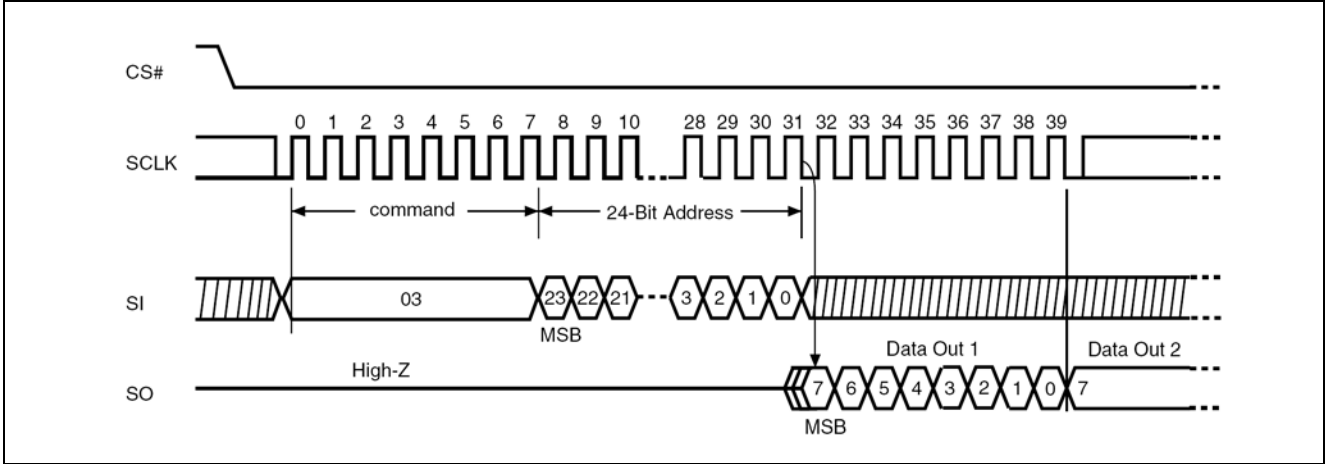 CS#
0 1 2 3 4 5 6 7 8 9 10 28 29 30 31 32 33 34 35 36 37 38 39
SCLK
command
24-Bit Address
SI
03
23 22 21 3 2 1 0
MSB
Data Out 1
Data Out 2
High-Z
SO
7 6 5 4 3 2 1 0 7
MSB